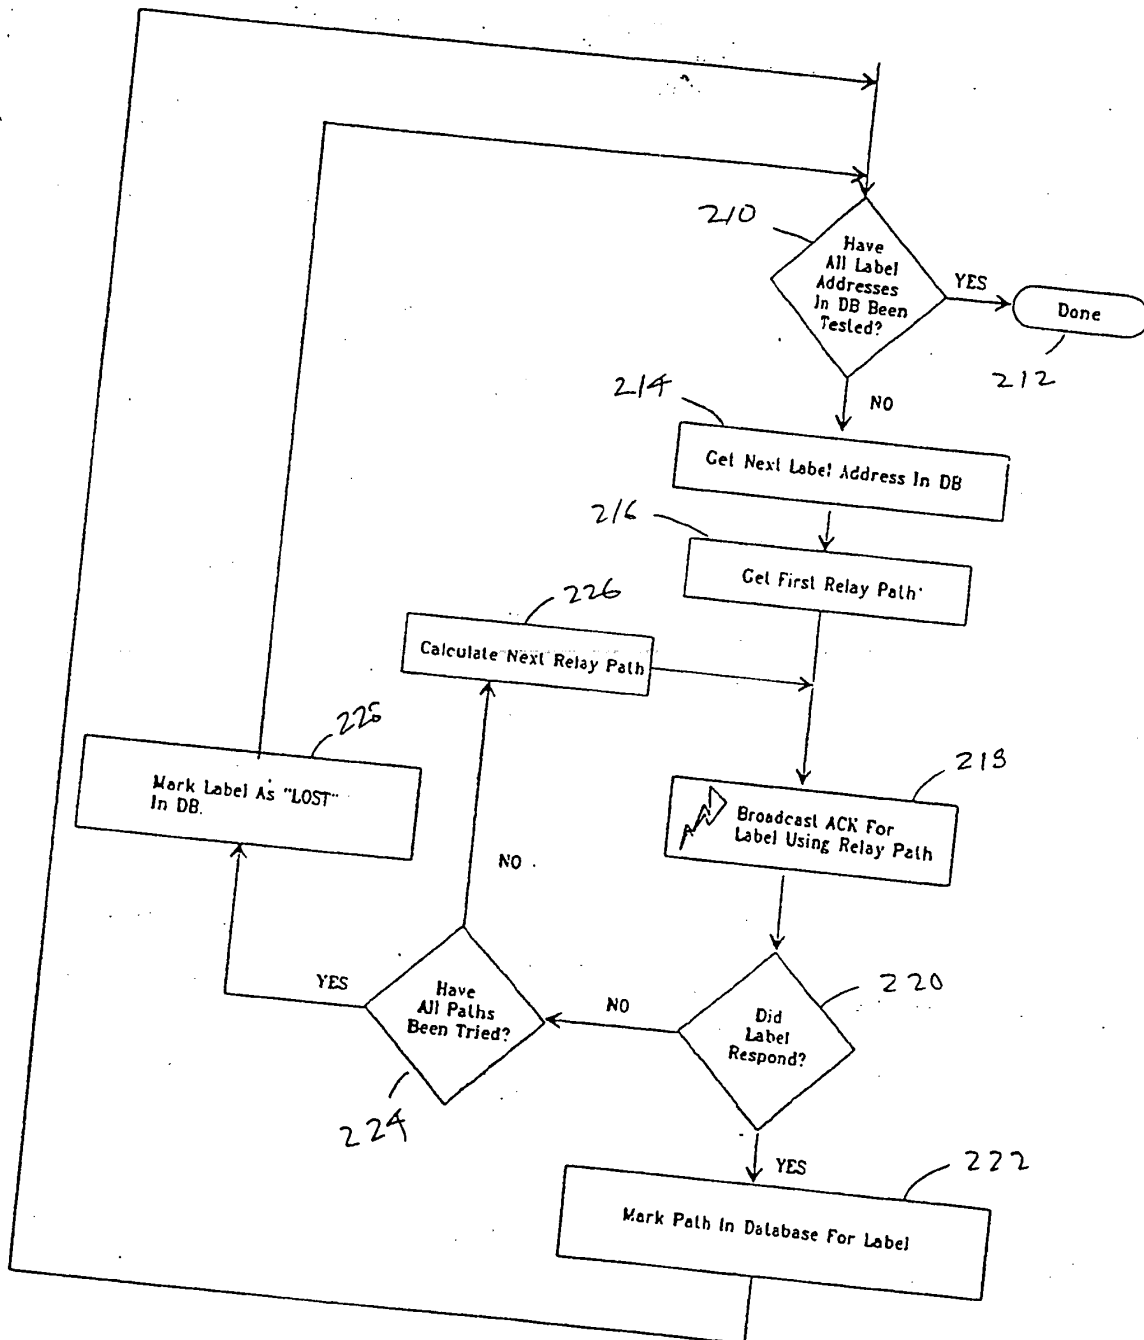 210
Have
All Label
Addresses
In DB Been
Tested?
YES
Done
212
NO
214
Get Next Label Address In DB
216
Get First Relay Path
226
Calculate Next Relay Path
228
Mark Label As "LOST"
In DB.
218
Broadcast ACK For
Label Using Relay Path
NO
YES
Have
All Paths
Been Tried?
224
NO
Did
Label
Respond?
220
YES
222
Mark Path In Database For Label